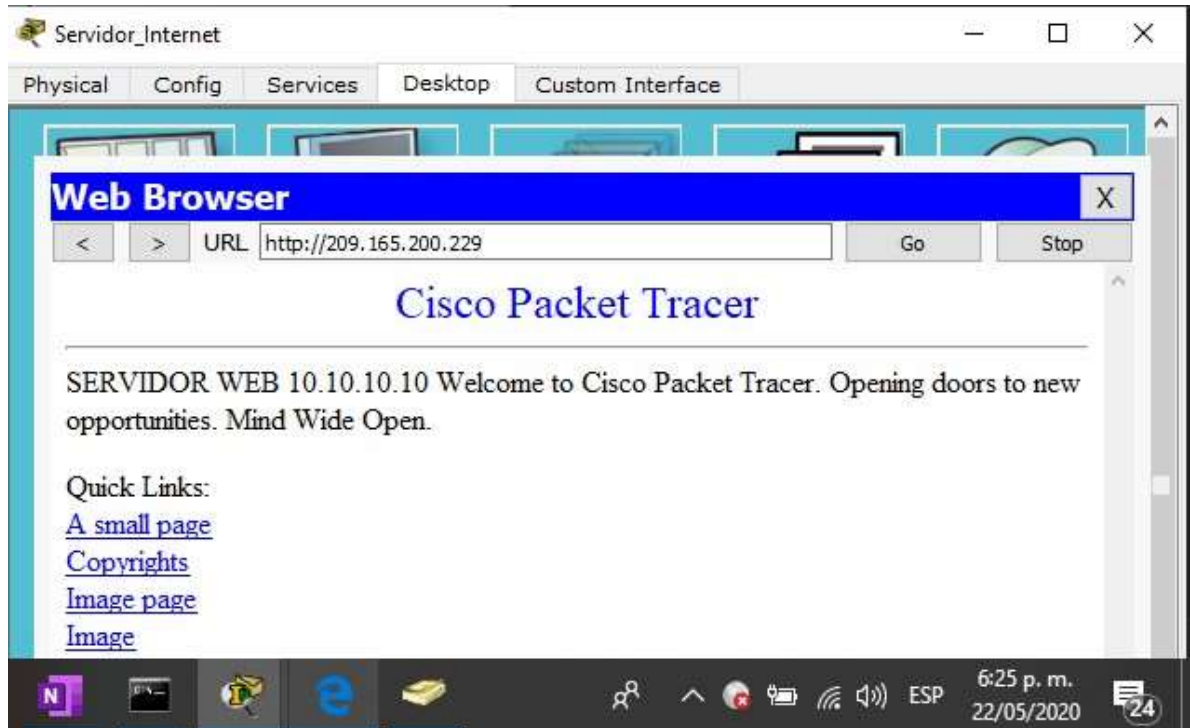 Servidor_Internet
Physical Config Services Desktop Custom Interface
Web Browser X
< > URL http://209.165.200.229 Go Stop
Cisco Packet Tracer
SERVIDOR WEB 10.10.10.10 Welcome to Cisco Packet Tracer. Opening doors to new
opportunities. Mind Wide Open.
Quick Links:
A small page
Copyrights
Image page
Image
N ESP 6:25 p. m.
22/05/2020 24